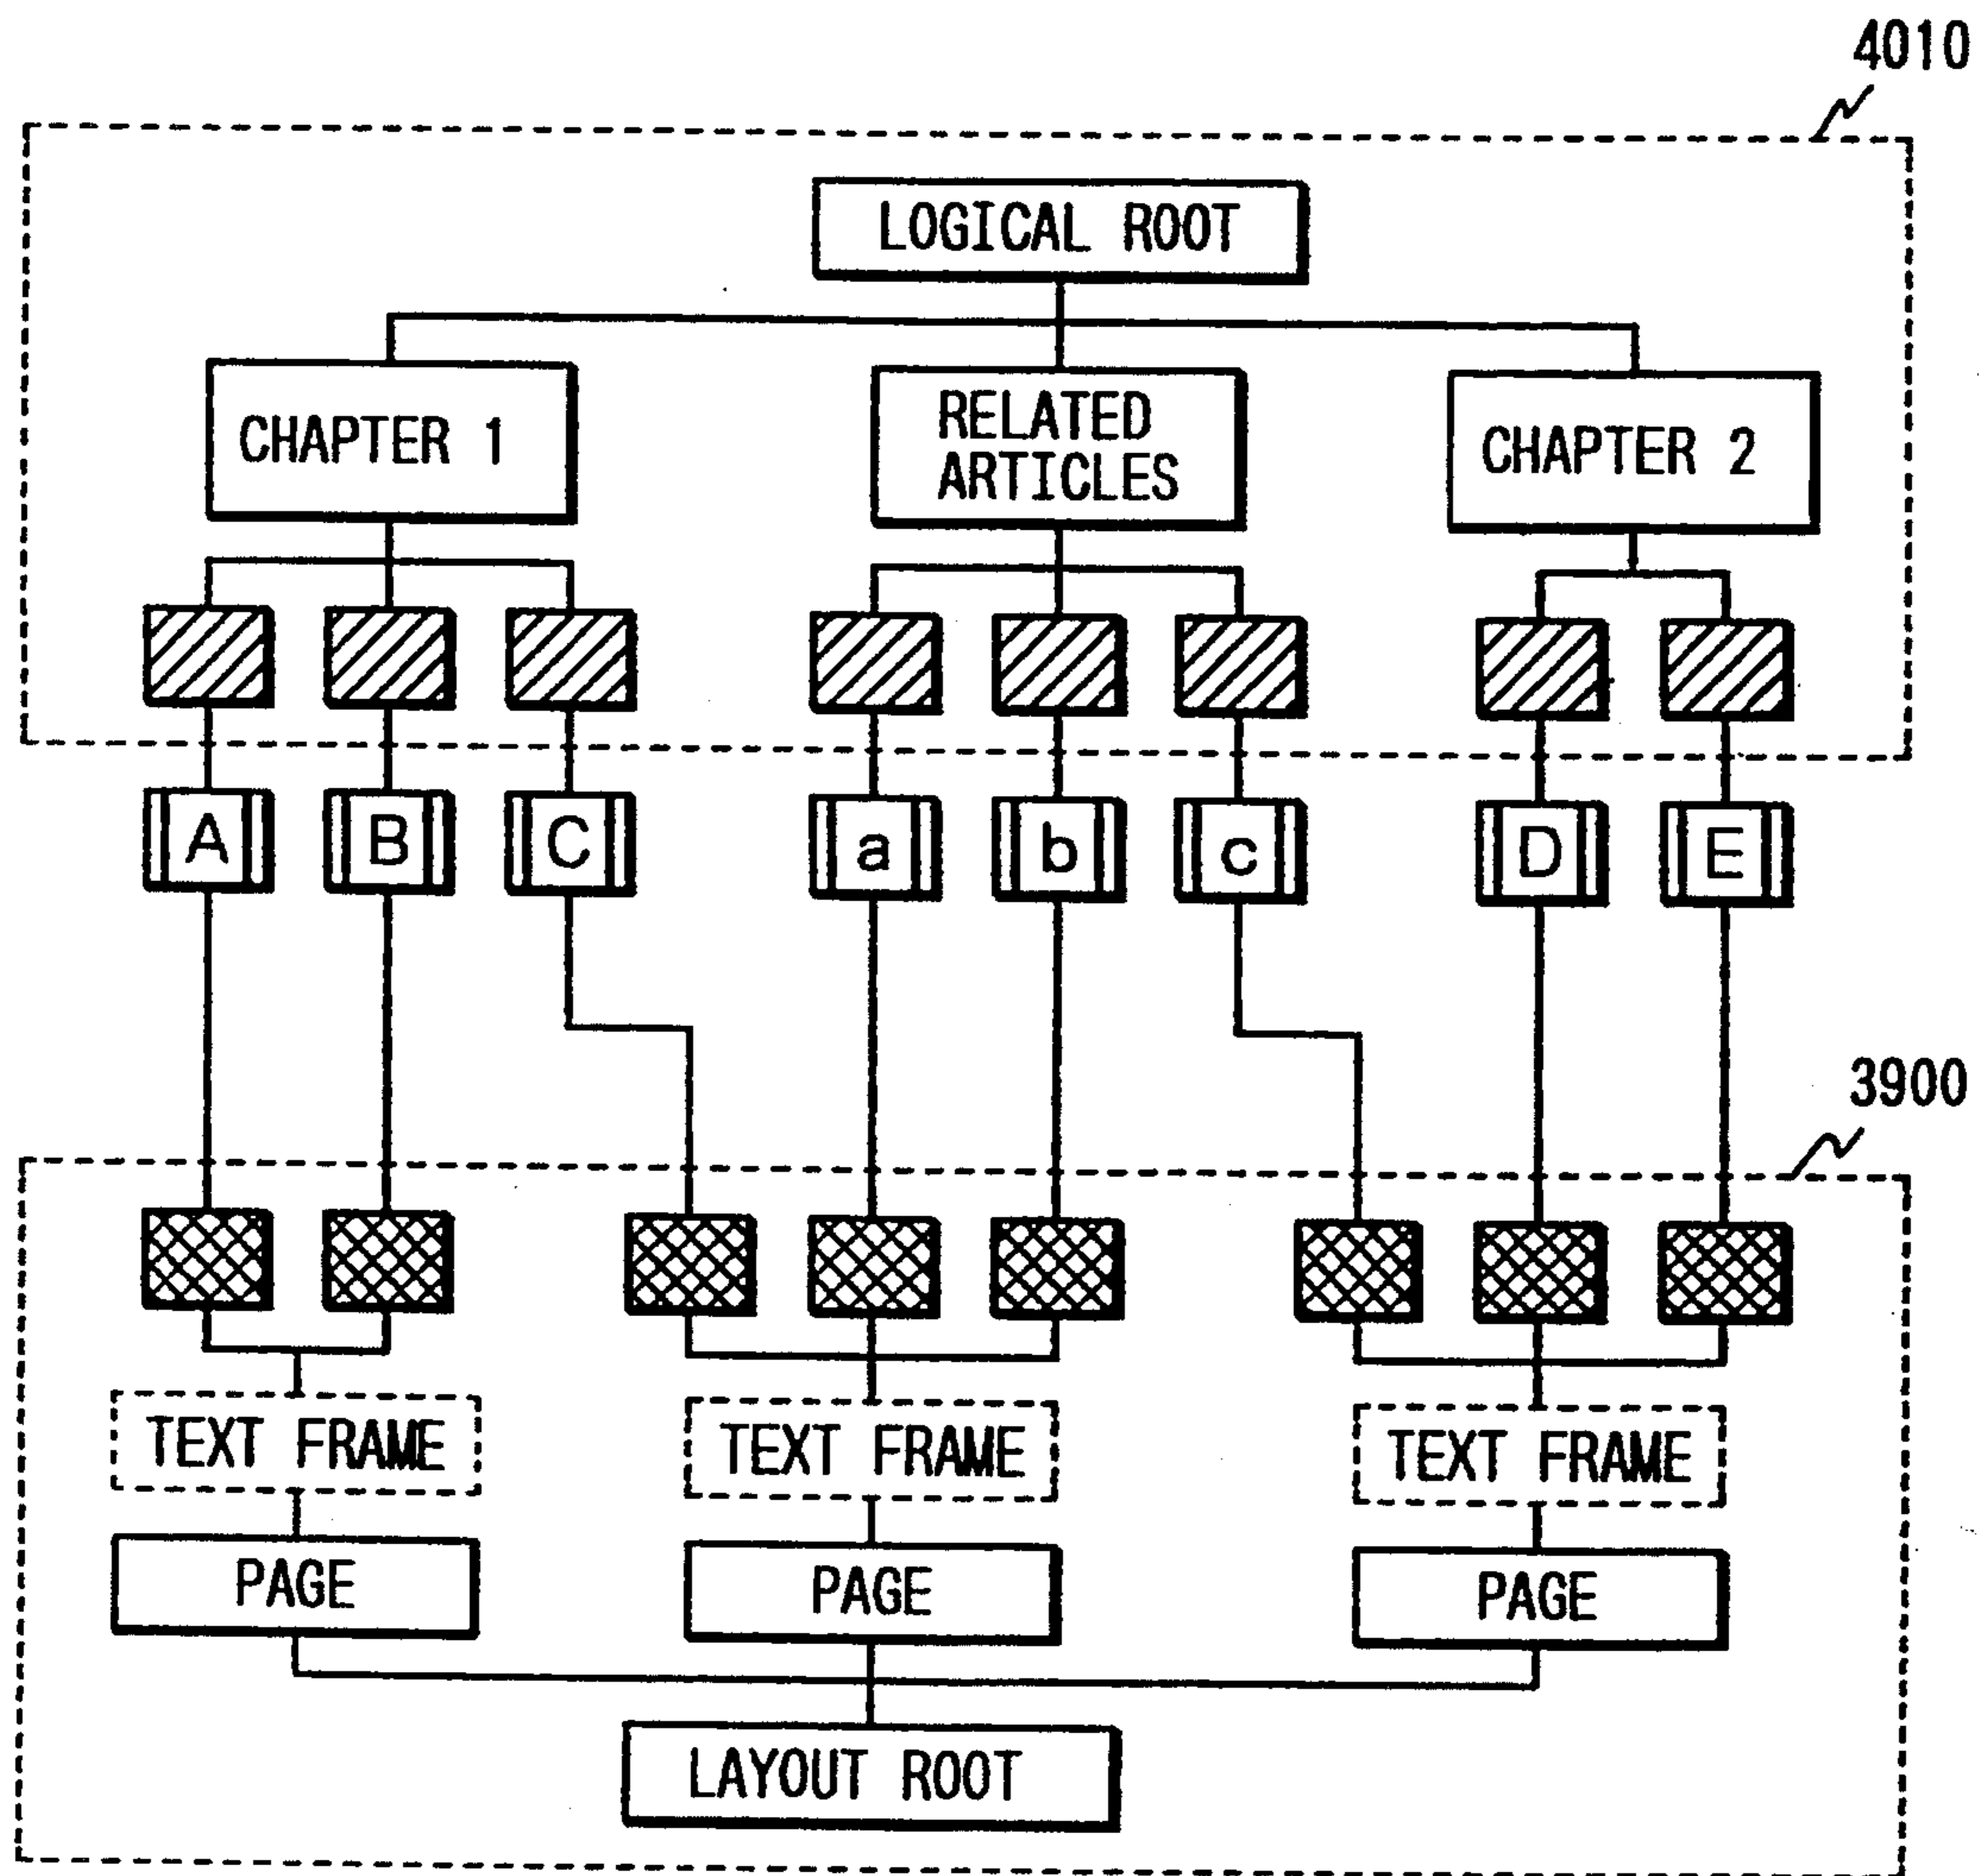 4010
LOGICAL ROOT
CHAPTER 1
RELATED
ARTICLES
CHAPTER 2
A B C a b c D E
3900
TEXT FRAME TEXT FRAME TEXT FRAME
PAGE PAGE PAGE
LAYOUT ROOT